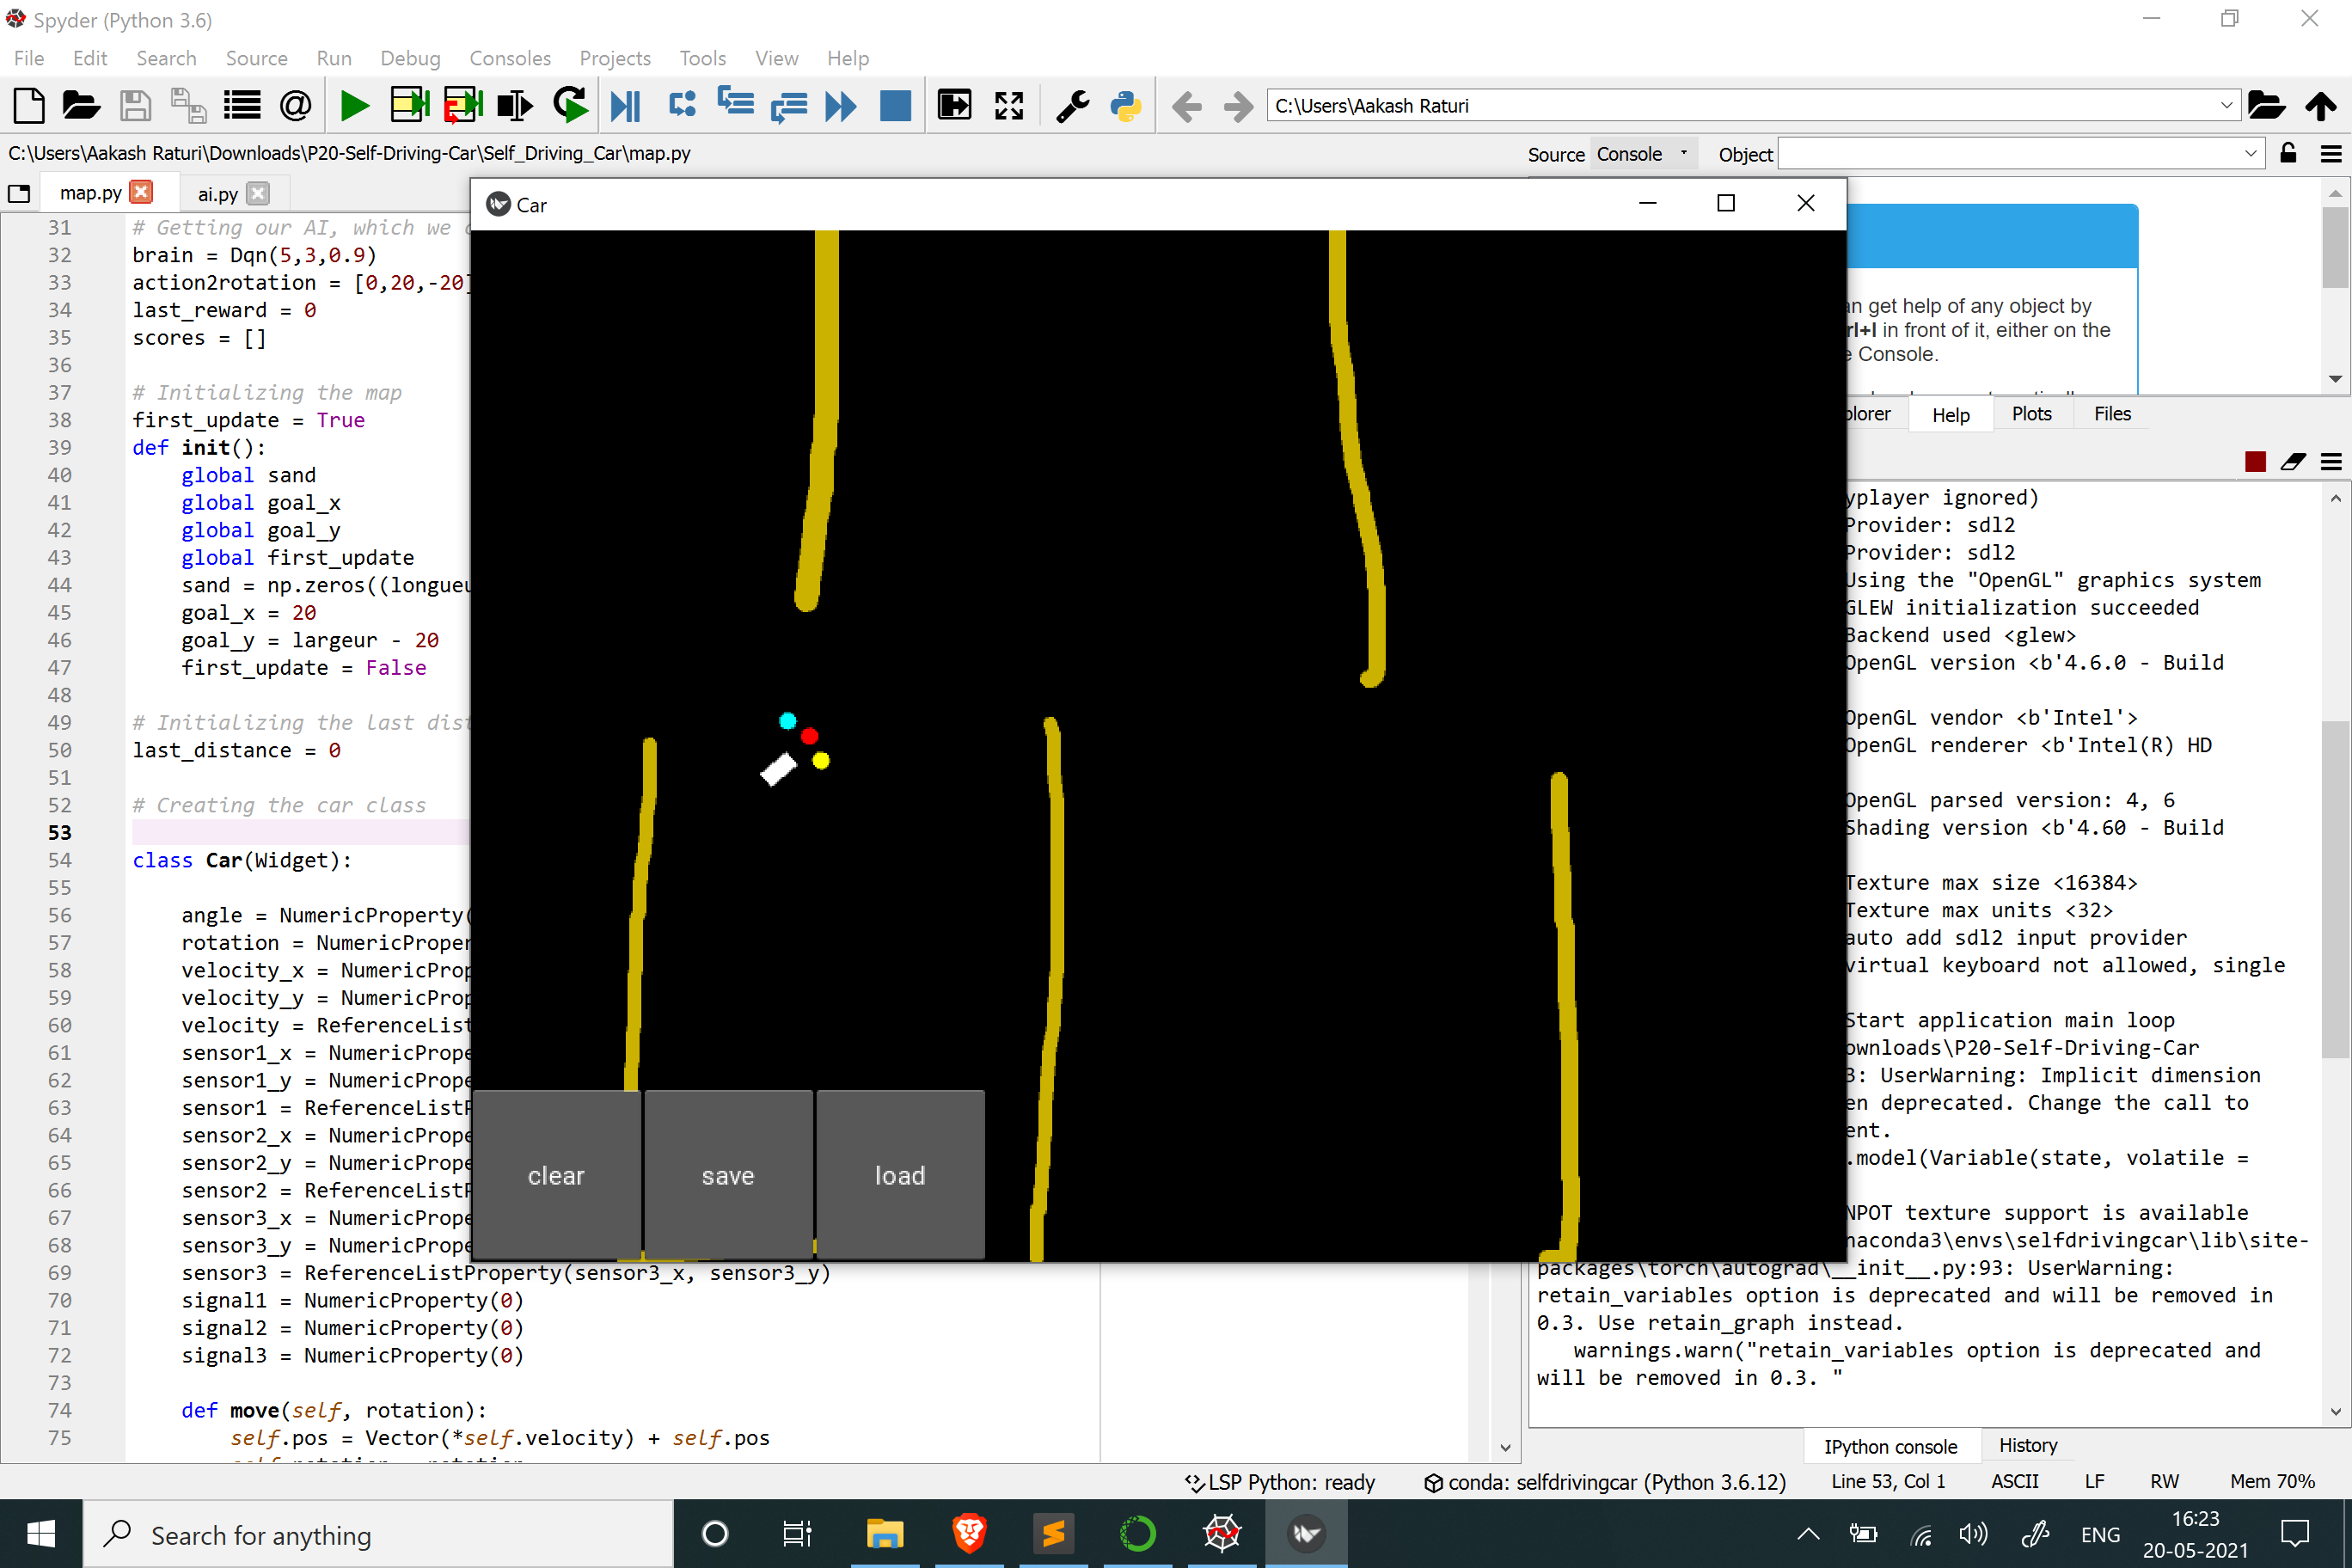 Spyder (Python 3.6)
File Edit Search Source Run Debug Consoles Projects Tools View Help
C:\Users\Aakash Raturi
C:\Users\Aakash Raturi\Downloads\P20-Self-Driving-Car\Self_Driving_Car\map.py
Source Console Object
map.py ai.py
Car
31 # Getting our AI, which we
32 brain = Dqn(5,3,0.9)
33 action2rotation = [0,20,-20]
34 last_reward = 0
35 scores = []
36
37 # Initializing the map
38 first_update = True
39 def init():
40 global sand
41 global goal_x
42 global goal_y
43 global first_update
44 sand = np.zeros((longueu
45 goal_x = 20
46 goal_y = largeur - 20
47 first_update = False
48
49 # Initializing the last dist
50 last_distance = 0
51
52 # Creating the car class
53
54 class Car(Widget):
55
56 angle = NumericProperty(
57 rotation = NumericProper
58 velocity_x = NumericProp
59 velocity_y = NumericProp
60 velocity = ReferenceList
61 sensor1_x = NumericPrope
62 sensor1_y = NumericPrope
63 sensor1 = ReferenceListP
64 sensor2_x = NumericPrope
65 sensor2_y = NumericPrope
66 sensor2 = ReferenceListP
67 sensor3_x = NumericPrope
68 sensor3_y = NumericPrope
69 sensor3 = ReferenceListProperty(sensor3_x, sensor3_y)
70 signal1 = NumericProperty(0)
71 signal2 = NumericProperty(0)
72 signal3 = NumericProperty(0)
73
74 def move(self, rotation):
75 self.pos = Vector(*self.velocity) + self.pos
clear save load
an get help of any object by
rl+I in front of it, either on the
e Console.
plorer Help Plots Files
yplayer ignored)
Provider: sdl2
Provider: sdl2
Using the "OpenGL" graphics system
GLEW initialization succeeded
Backend used <glew>
OpenGL version <b'4.6.0 - Build
OpenGL vendor <b'Intel'>
OpenGL renderer <b'Intel(R) HD
OpenGL parsed version: 4, 6
Shading version <b'4.60 - Build
Texture max size <16384>
Texture max units <32>
auto add sdl2 input provider
virtual keyboard not allowed, single
Start application main loop
ownloads\P20-Self-Driving-Car
3: UserWarning: Implicit dimension
en deprecated. Change the call to
ent.
.model(Variable(state, volatile =
NPOT texture support is available
naconda3\envs\selfdrivingcar\lib\site-
packages\torch\autograd\__init__.py:93: UserWarning:
retain_variables option is deprecated and will be removed in
0.3. Use retain_graph instead.
warnings.warn("retain_variables option is deprecated and
will be removed in 0.3. "
IPython console History
LSP Python: ready conda: selfdrivingcar (Python 3.6.12) Line 53, Col 1 ASCII LF RW Mem 70%
Search for anything
ENG
16:23
20-05-2021